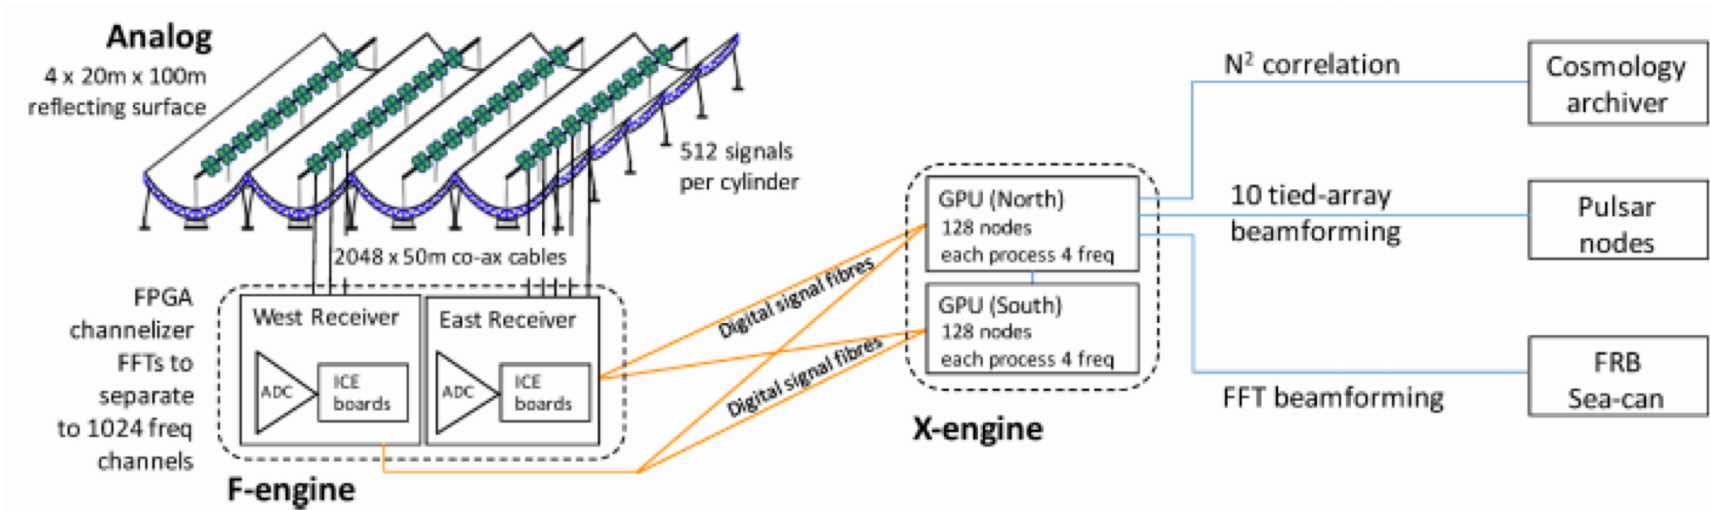 Analog
4 x 20m x 100m
reflecting surface
512 signals
per cylinder
2048 x 50m co-ax cables
FPGA
channelizer
FFTs to
separate
to 1024 freq
channels
West Receiver
ADC
ICE
boards
East Receiver
ADC
ICE
boards
F-engine
Digital signal fibres
Digital signal fibres
GPU (North)
128 nodes
each process 4 freq
GPU (South)
128 nodes
each process 4 freq
X-engine
N² correlation
10 tied-array
beamforming
FFT beamforming
Cosmology
archiver
Pulsar
nodes
FRB
Sea-can